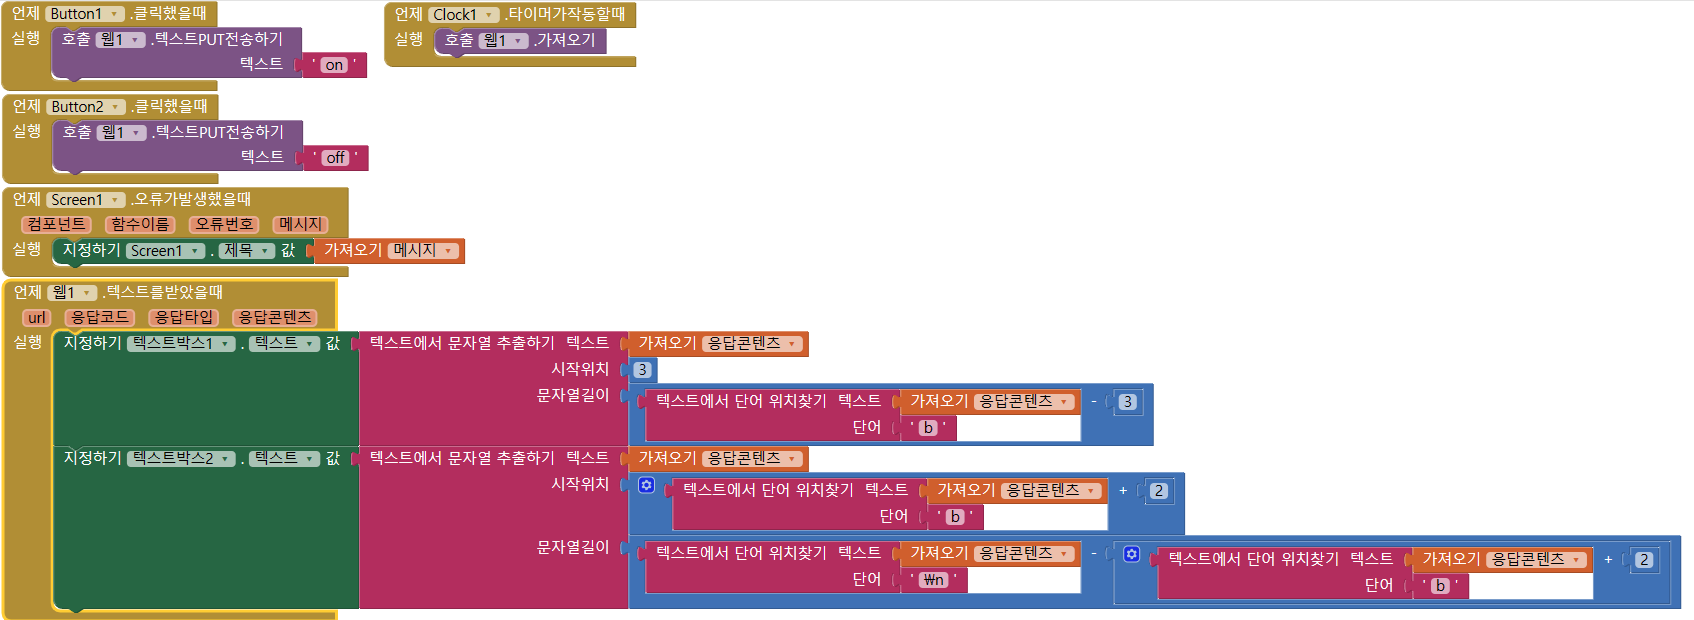 언제 Button1 .클릭했을때
실행 호출 웹1 .텍스트PUT전송하기
텍스트 ' on '
언제 Clock1 .타이머가작동할때
실행 호출 웹1 .가져오기
언제 Button2 .클릭했을때
실행 호출 웹1 .텍스트PUT전송하기
텍스트 ' off '
언제 Screen1 .오류가발생했을때
컴포넌트 함수이름 오류번호 메시지
실행 지정하기 Screen1 . 제목 값 가져오기 메시지
언제 웹1 .텍스트를받았을때
url 응답코드 응답타입 응답콘텐츠
실행 지정하기 텍스트박스1 . 텍스트 값 텍스트에서 문자열 추출하기 텍스트 가져오기 응답콘텐츠
시작위치 3
문자열길이 텍스트에서 단어 위치찾기 텍스트 가져오기 응답콘텐츠 - 3
단어 ' b '
지정하기 텍스트박스2 . 텍스트 값 텍스트에서 문자열 추출하기 텍스트 가져오기 응답콘텐츠
시작위치 텍스트에서 단어 위치찾기 텍스트 가져오기 응답콘텐츠 + 2
단어 ' b '
문자열길이 텍스트에서 단어 위치찾기 텍스트 가져오기 응답콘텐츠 - 텍스트에서 단어 위치찾기 텍스트 가져오기 응답콘텐츠 + 2
단어 ' ₩n ' 단어 ' b '